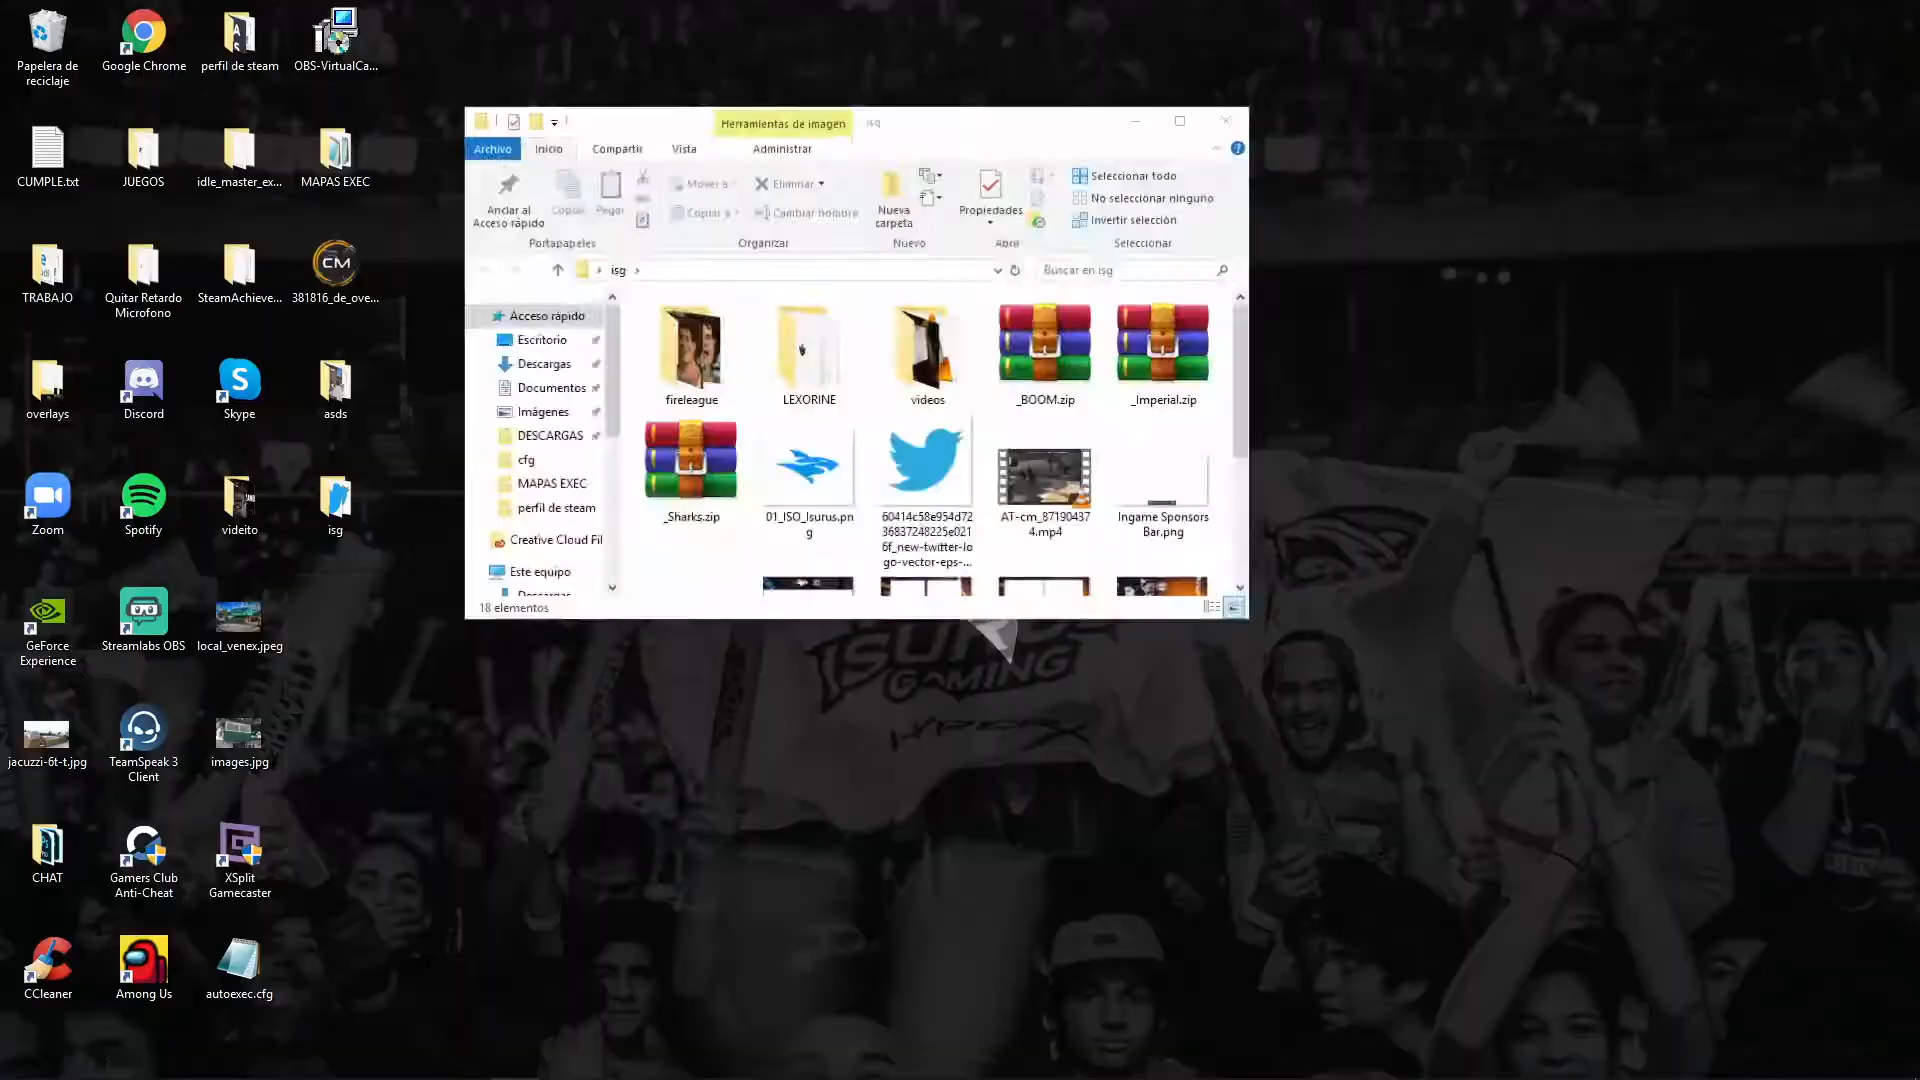 Papelera de
reciclaje
Google Chrome
perfil de steam
OBS-VirtualCa...
CUMPLE.txt
JUEGOS
idle_master_ex...
MAPAS EXEC
TRABAJO
Quitar Retardo
Microfono
SteamAchieve...
CM
381816_de_ove...
overlays
Discord
Skype
asds
Zoom
Spotify
videito
isg
GeForce
Experience
Streamlabs OBS
local_venex.jpeg
jacuzzi-6t-t.jpg
TeamSpeak 3
Client
images.jpg
CHAT
Gamers Club
Anti-Cheat
XSplit
Gamecaster
CCleaner
Among Us
autoexec.cfg
Herramientas de imagen
isg
Archivo
Inicio
Compartir
Vista
Administrar
Anclar al
Acceso rápido
Copiar
Pegar
Mover a
Copiar a
Eliminar
Cambiar nombre
Nueva
carpeta
Propiedades
Seleccionar todo
No seleccionar ninguno
Invertir selección
Portapapeles
Organizar
Nuevo
Abrir
Seleccionar
isg
Buscar en isg
Acceso rápido
Escritorio
Descargas
Documentos
Imágenes
DESCARGAS
cfg
MAPAS EXEC
perfil de steam
Creative Cloud Fil
Este equipo
Descargas
fireleague
LEXORINE
videos
_BOOM.zip
_Imperial.zip
_Sharks.zip
01_ISO_Isurus.pn
g
60414c58e954d72
36837248225e021
6f_new-twitter-lo
go-vector-eps-...
AT-cm_87190437
4.mp4
Ingame Sponsors
Bar.png
18 elementos
ISURUS
GAMING
HYPERX